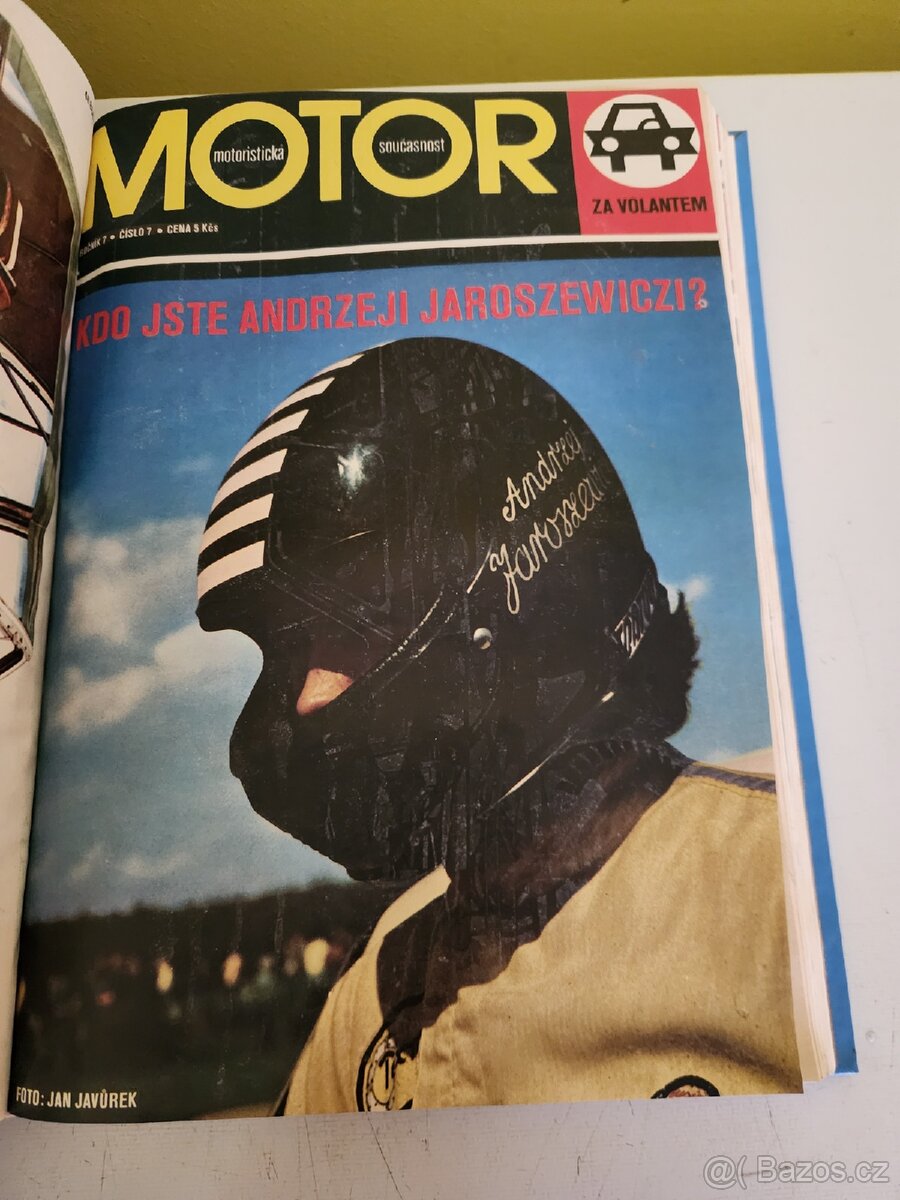 MOTOR
motoristická
současnost
ZA VOLANTEM
ROČNÍK 7 • ČÍSLO 7 • CENA 5 Kčs
KDO JSTE ANDRZEJI JAROSZEWICZI?
Andrzej
FOTO: JAN JAVŮREK
@( Bazos.cz